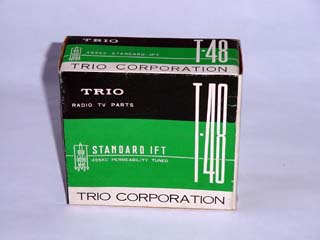 TRIO
455KC STANDARD IFT
T-48
TRIO CORPORATION
TRIO
RADIO TV PARTS
T-48
STANDARD IFT
455KC PERMEABILITY TUNED
TRIO CORPORATION